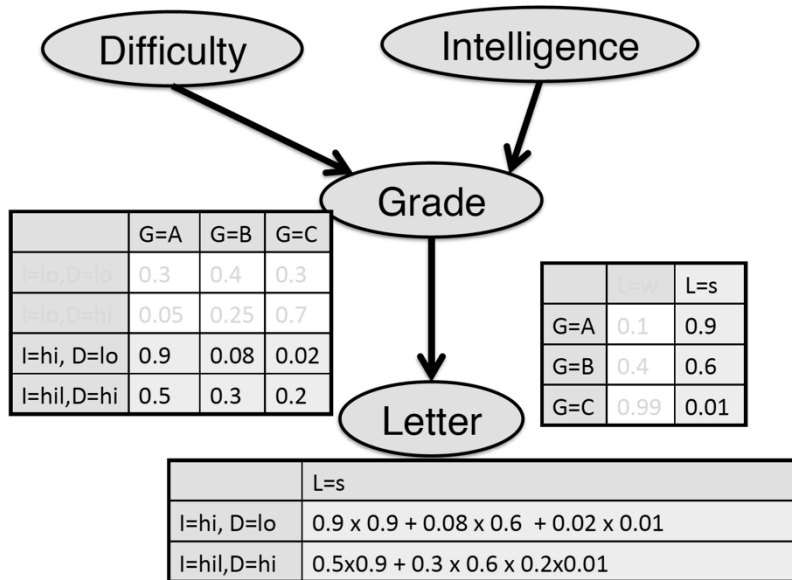 Difficulty
Intelligence
Grade
G=A G=B G=C
I=lo,D=lo 0.3 0.4 0.3
I=lo,D=hi 0.05 0.25 0.7
I=hi, D=lo 0.9 0.08 0.02
I=hil,D=hi 0.5 0.3 0.2
L=w L=s
G=A 0.1 0.9
G=B 0.4 0.6
G=C 0.99 0.01
Letter
L=s
I=hi, D=lo 0.9 x 0.9 + 0.08 x 0.6 + 0.02 x 0.01
I=hil,D=hi 0.5x0.9 + 0.3 x 0.6 x 0.2x0.01